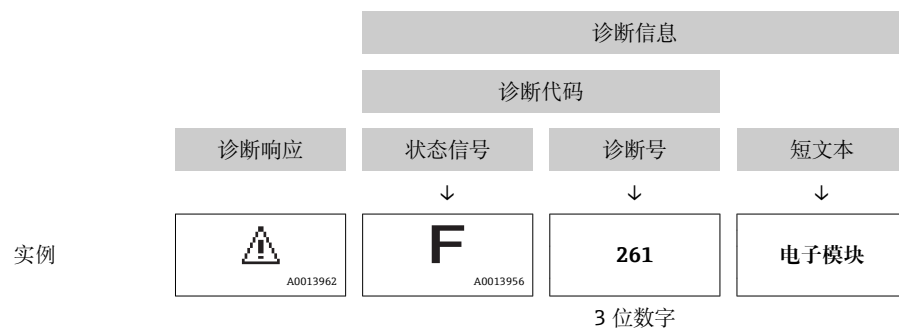 诊断信息
诊断代码
诊断响应 状态信号 诊断号 短文本
↓ ↓ ↓
实例 F 261 电子模块
A0013962 A0013956
3 位数字